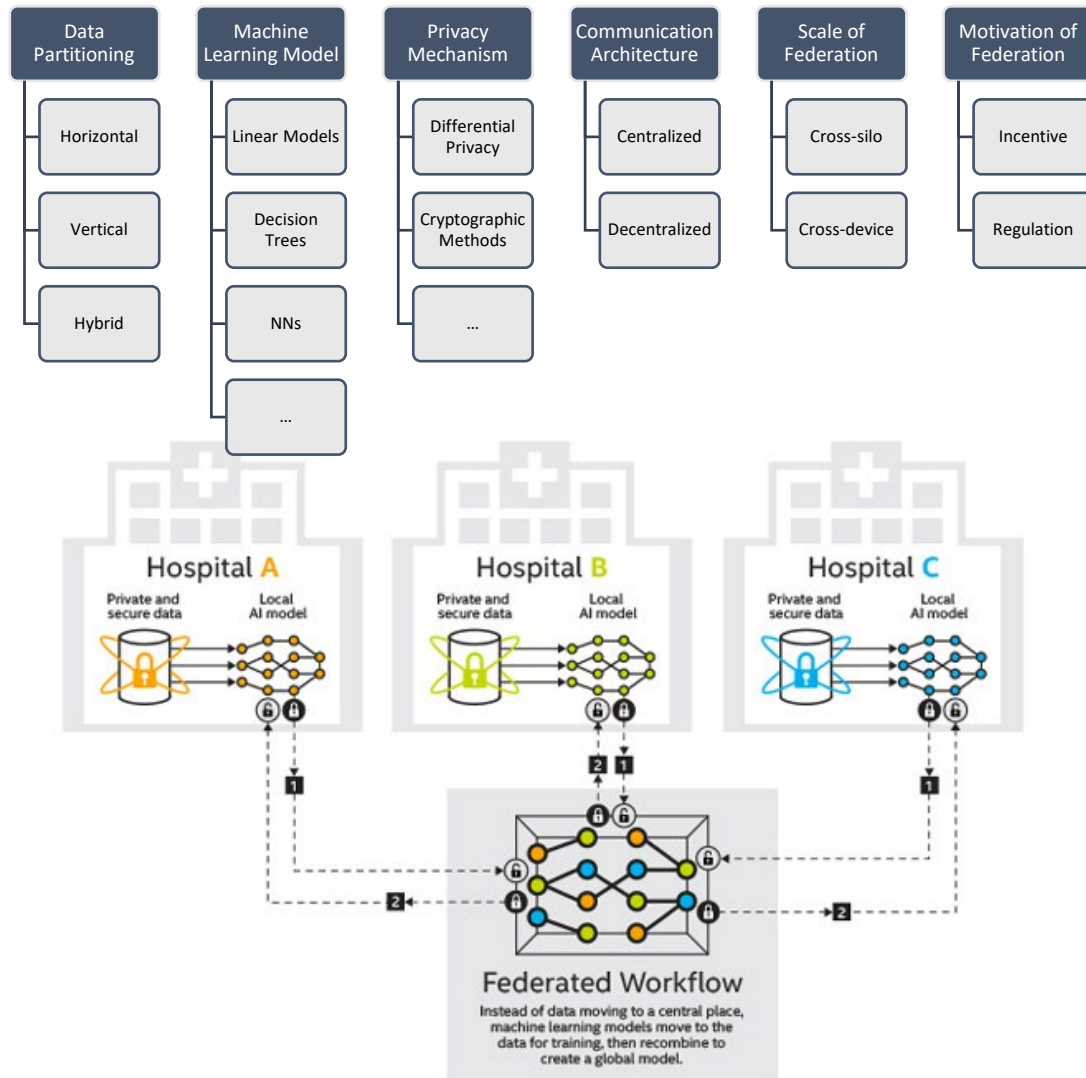 Data
Partitioning
Machine
Learning Model
Privacy
Mechanism
Communication
Architecture
Scale of
Federation
Motivation of
Federation
Horizontal
Linear Models
Differential
Privacy
Centralized
Cross-silo
Incentive
Vertical
Decision
Trees
Cryptographic
Methods
Decentralized
Cross-device
Regulation
Hybrid
NNs
...
...
Hospital A
Hospital B
Hospital C
Private and
secure data
Local
AI model
Private and
secure data
Local
AI model
Private and
secure data
Local
AI model
2
1
1
1
2
2
Federated Workflow
Instead of data moving to a central place,
machine learning models move to the
data for training, then recombine to
create a global model.